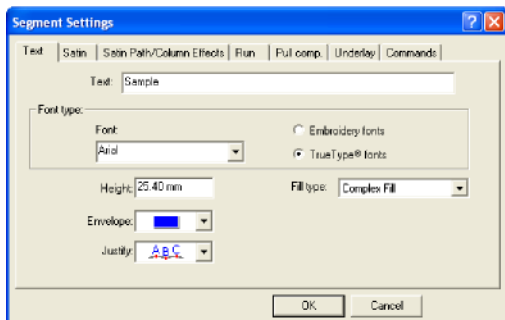 Segment Settings
Text Satin Satin Path/Column Effects Run Pull comp. Underlay Commands
Text: Sample
Font type:
Font:
Embroidery fonts
Arial
TrueType® fonts
Height: 25.40 mm
Fill type: Complex Fill
Envelope:
Justify: ABC
OK Cancel